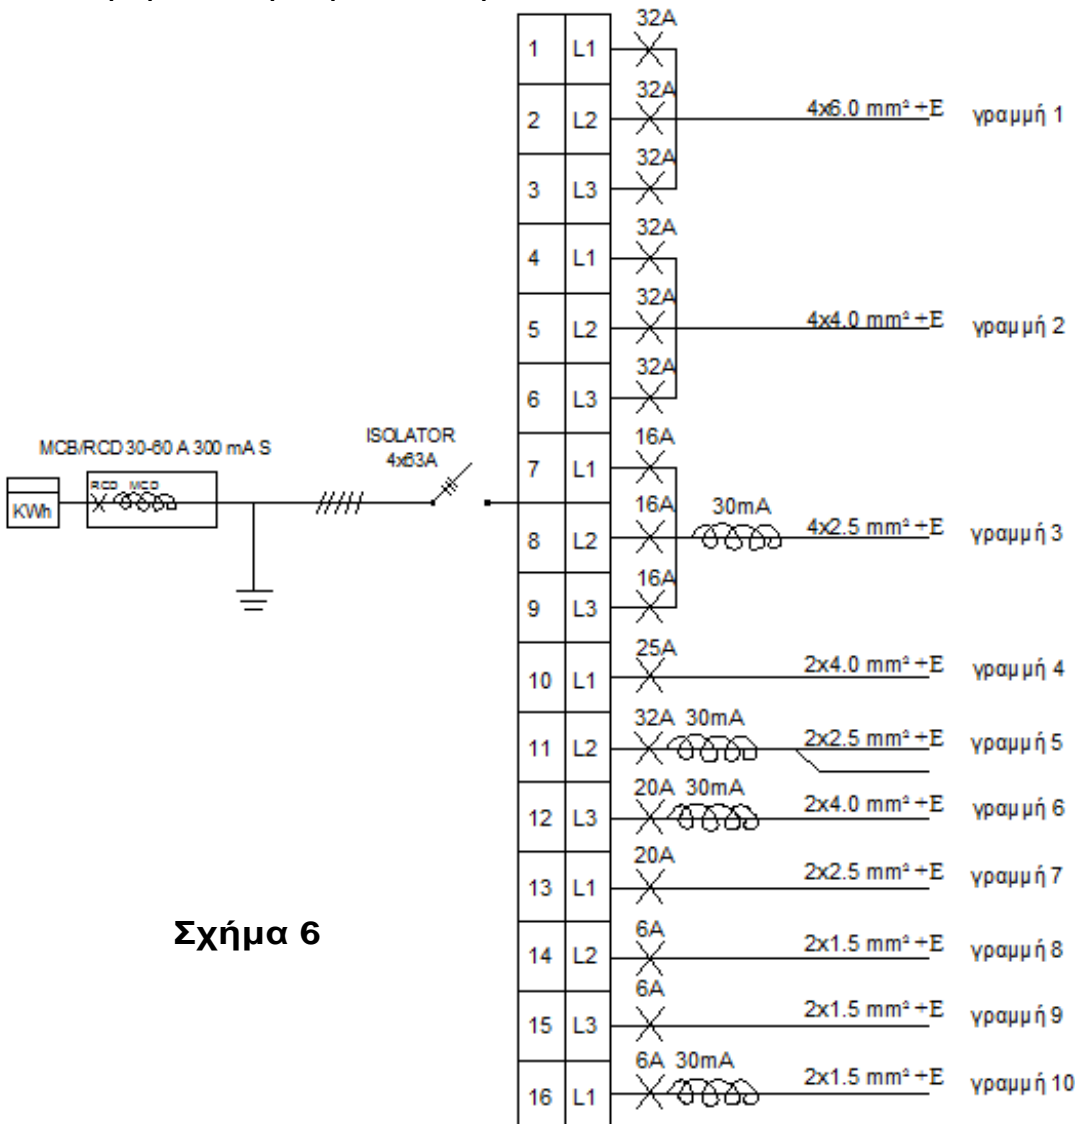 32A
1 L1
32A
2 L2 4x6.0 mm² +E γραμμή 1
32A
3 L3
32A
4 L1
32A
5 L2 4x4.0 mm² +E γραμμή 2
32A
6 L3
MCB/RCD 30-60 A 300 mA S
RCD MCD
KWh
ISOLATOR
4x63A
16A
7 L1
16A 30mA
8 L2 4x2.5 mm² +E γραμμή 3
16A
9 L3
25A
10 L1 2x4.0 mm² +E γραμμή 4
32A 30mA
11 L2 2x2.5 mm² +E γραμμή 5
20A 30mA
12 L3 2x4.0 mm² +E γραμμή 6
20A
13 L1 2x2.5 mm² +E γραμμή 7
6A
14 L2 2x1.5 mm² +E γραμμή 8
6A
15 L3 2x1.5 mm² +E γραμμή 9
6A 30mA
16 L1 2x1.5 mm² +E γραμμή 10
Σχήμα 6